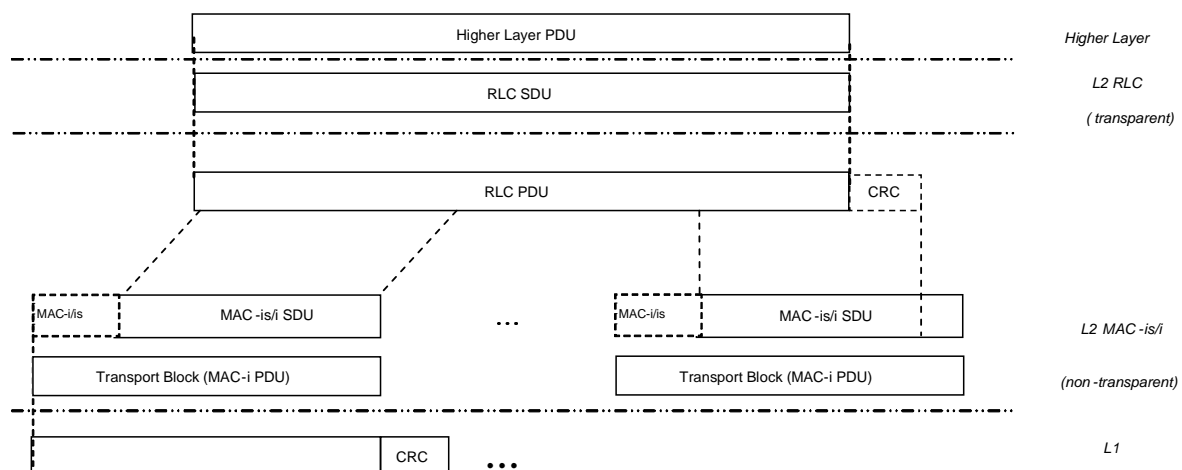 Higher Layer PDU
Higher Layer
RLC SDU
L2 RLC
( transparent)
RLC PDU
CRC
MAC-i/is
MAC -is/i SDU
...
MAC-i/is
MAC -is/i SDU
L2 MAC -is/i
Transport Block (MAC-i PDU)
Transport Block (MAC-i PDU)
(non -transparent)
CRC
...
L1